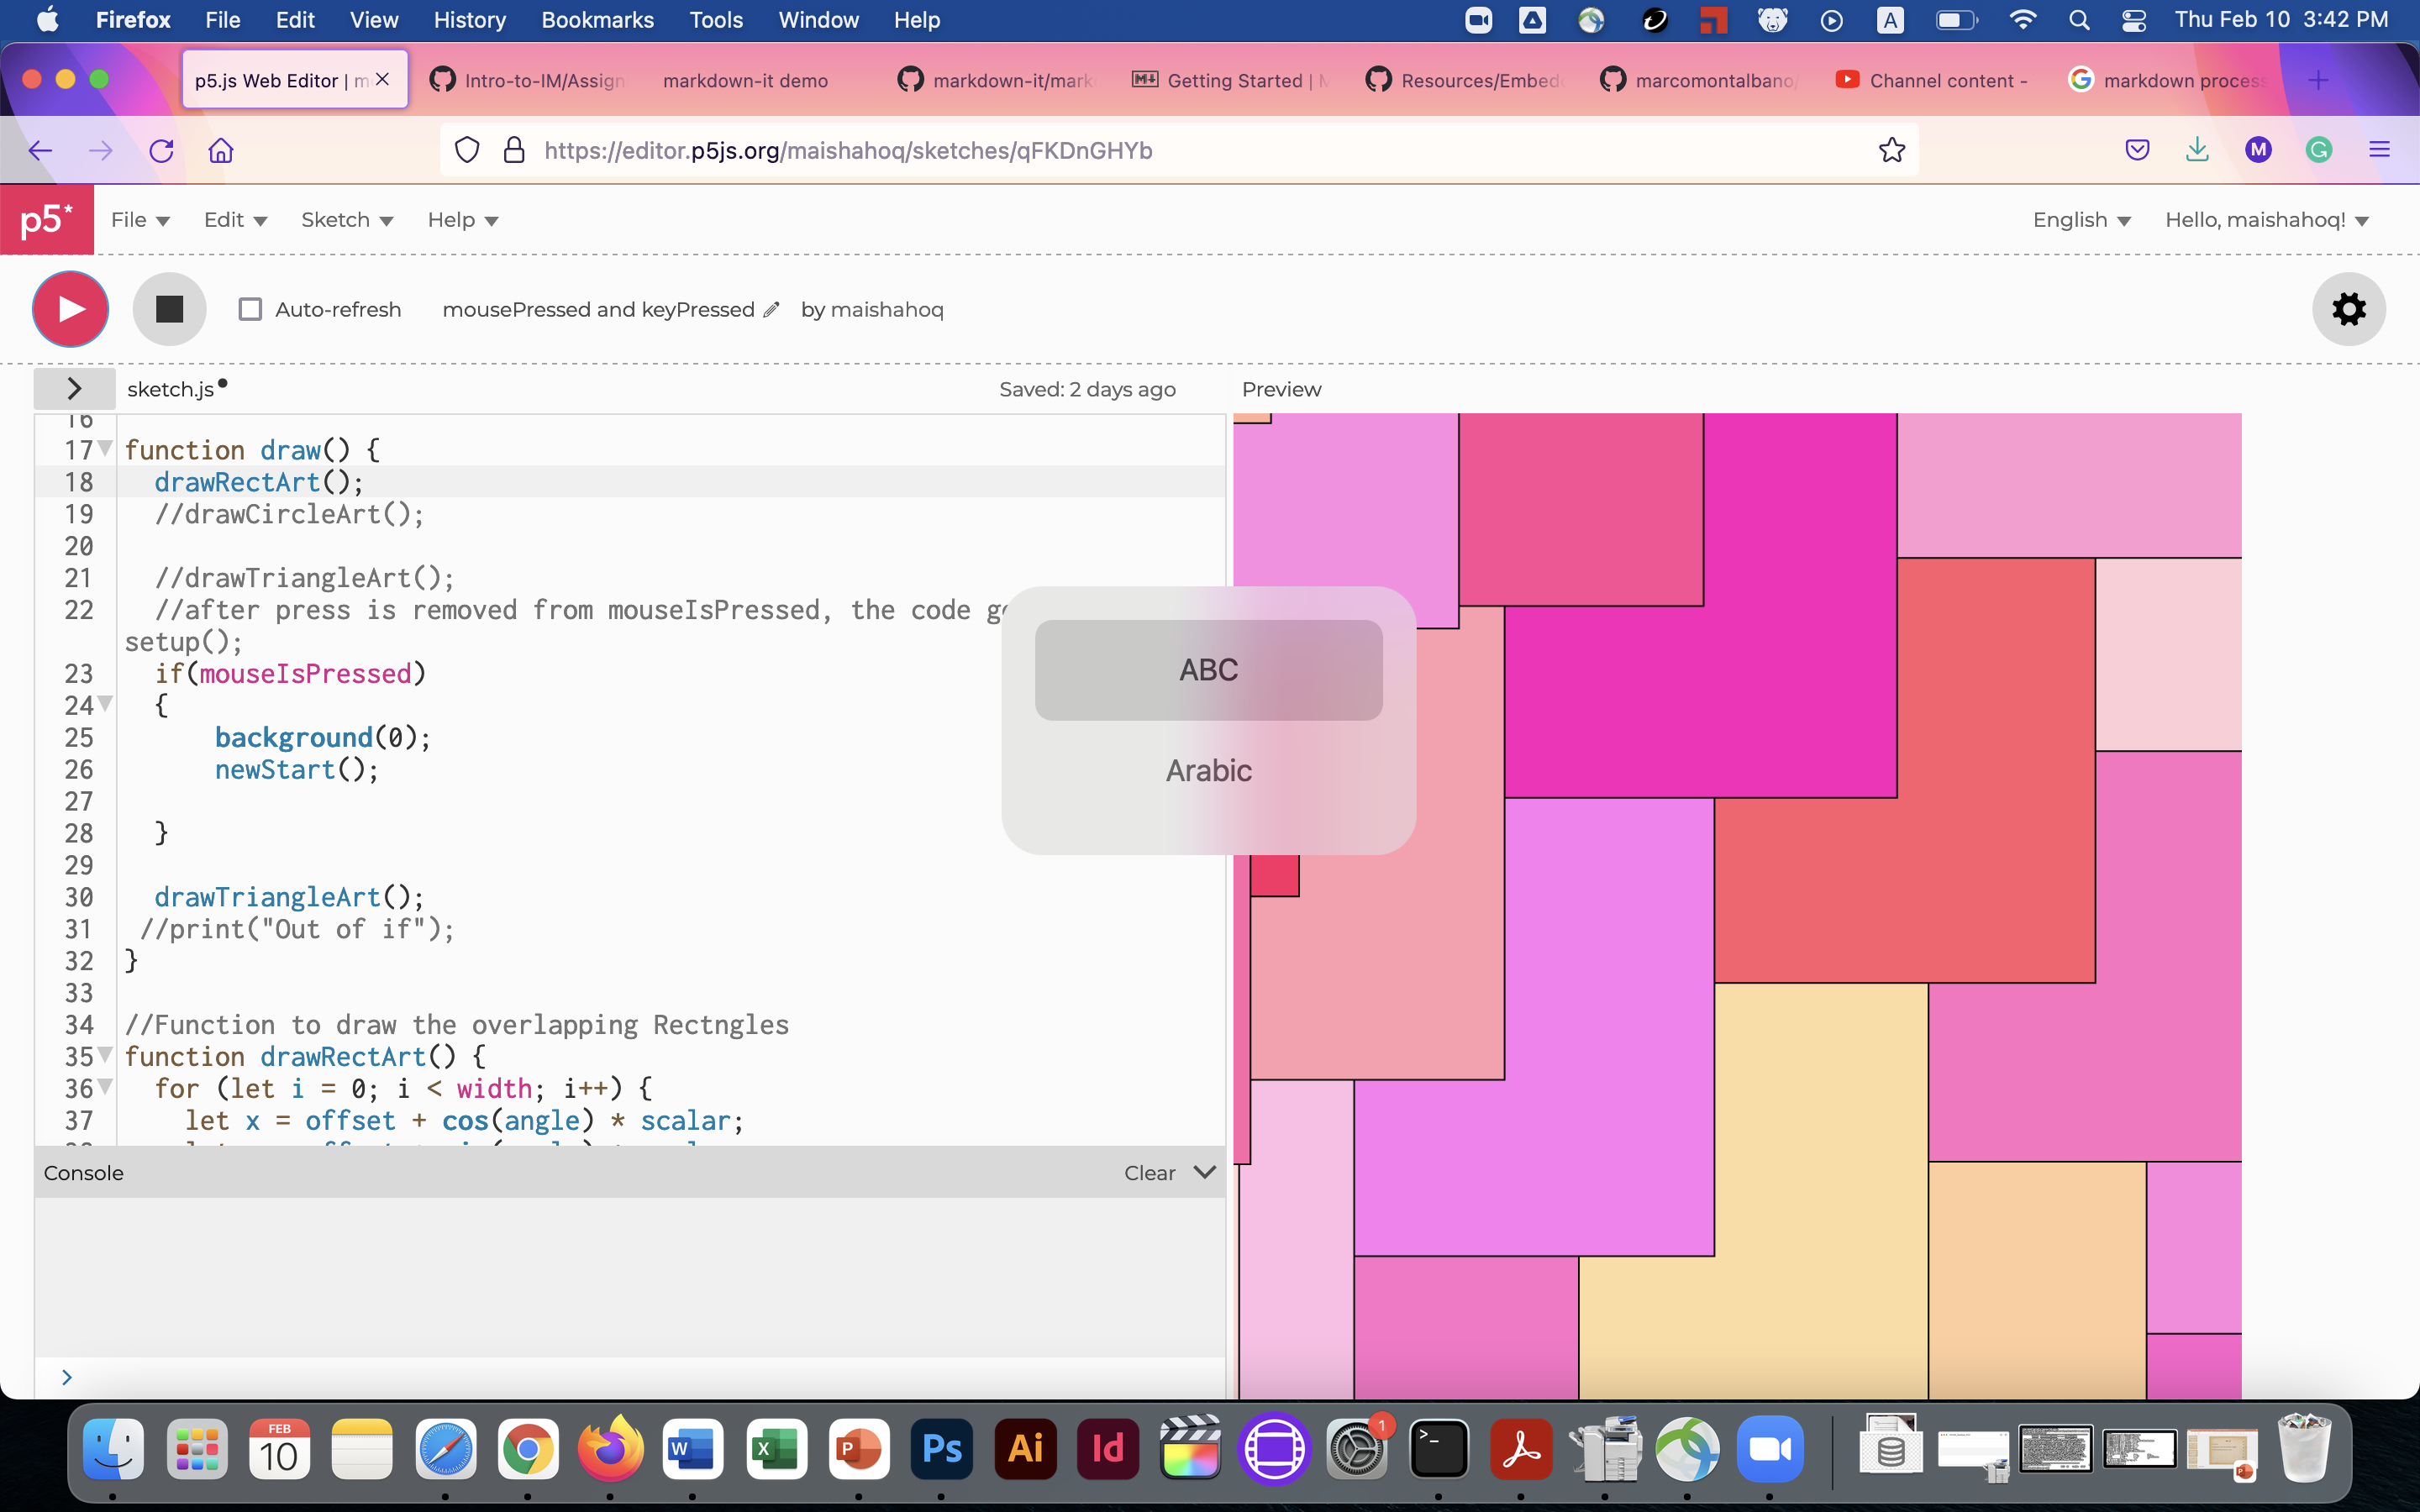 Firefox File Edit View History Bookmarks Tools Window Help A Thu Feb 10 3:42 PM
p5.js Web Editor | m Intro-to-IM/Assign markdown-it demo markdown-it/mark Getting Started | Resources/Embed marcomontalbano/ Channel content - markdown process
https://editor.p5js.org/maishahoq/sketches/qFKDnGHYb M G
p5* File Edit Sketch Help English Hello, maishahoq!
Auto-refresh mousePressed and keyPressed by maishahoq
sketch.js Saved: 2 days ago Preview
16
17 function draw() {
18 drawRectArt();
19 //drawCircleArt();
20
21 //drawTriangleArt();
22 //after press is removed from mouseIsPressed, the code
setup();
23 if(mouseIsPressed)
24 {
25 background(0);
26 newStart();
27
28 }
29
30 drawTriangleArt();
31 //print("Out of if");
32 }
33
34 //Function to draw the overlapping Rectngles
35 function drawRectArt() {
36 for (let i = 0; i < width; i++) {
37 let x = offset + cos(angle) * scalar;
ABC
Arabic
Console Clear
>
FEB
10 W X P Ps Ai Id 1 >_